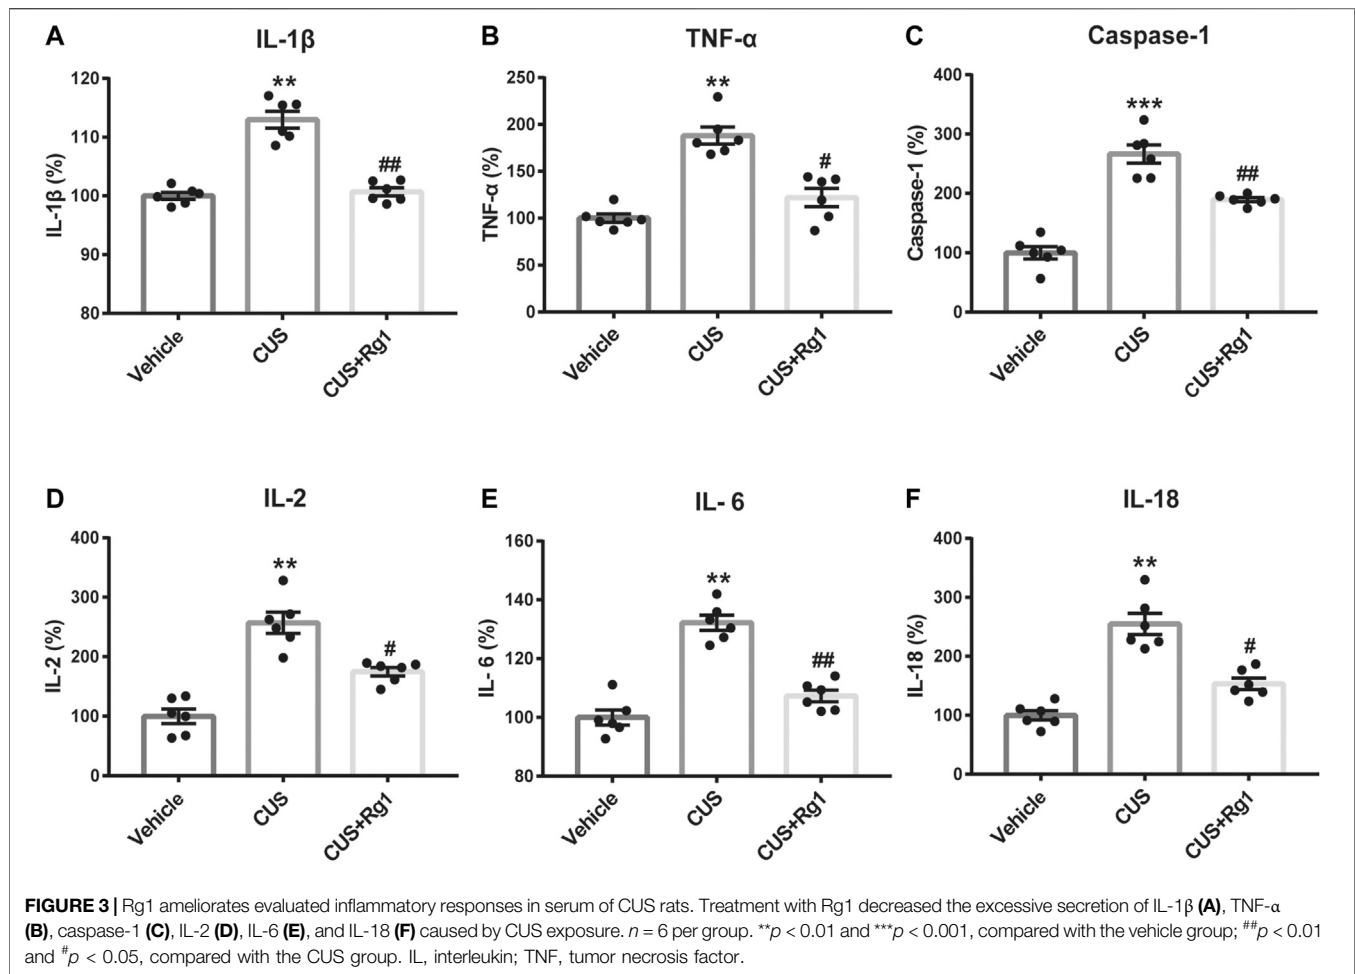 A
IL-1β
IL-1β (%)
120
110
100
90
80
**
##
Vehicle
CUS
CUS+Rg1
B
TNF-α
TNF-α (%)
250
200
150
100
50
0
**
#
Vehicle
CUS
CUS+Rg1
C
Caspase-1
Caspase-1 (%)
400
300
200
100
0
***
##
Vehicle
CUS
CUS+Rg1
D
IL-2
IL-2 (%)
400
300
200
100
0
**
#
Vehicle
CUS
CUS+Rg1
E
IL- 6
IL- 6 (%)
160
140
120
100
80
**
##
Vehicle
CUS
CUS+Rg1
F
IL-18
IL-18 (%)
400
300
200
100
0
**
#
Vehicle
CUS
CUS+Rg1
FIGURE 3 | Rg1 ameliorates evaluated inflammatory responses in serum of CUS rats. Treatment with Rg1 decreased the excessive secretion of IL-1β (A), TNF-α
(B), caspase-1 (C), IL-2 (D), IL-6 (E), and IL-18 (F) caused by CUS exposure. n = 6 per group. **p < 0.01 and ***p < 0.001, compared with the vehicle group; ##p < 0.01
and #p < 0.05, compared with the CUS group. IL, interleukin; TNF, tumor necrosis factor.